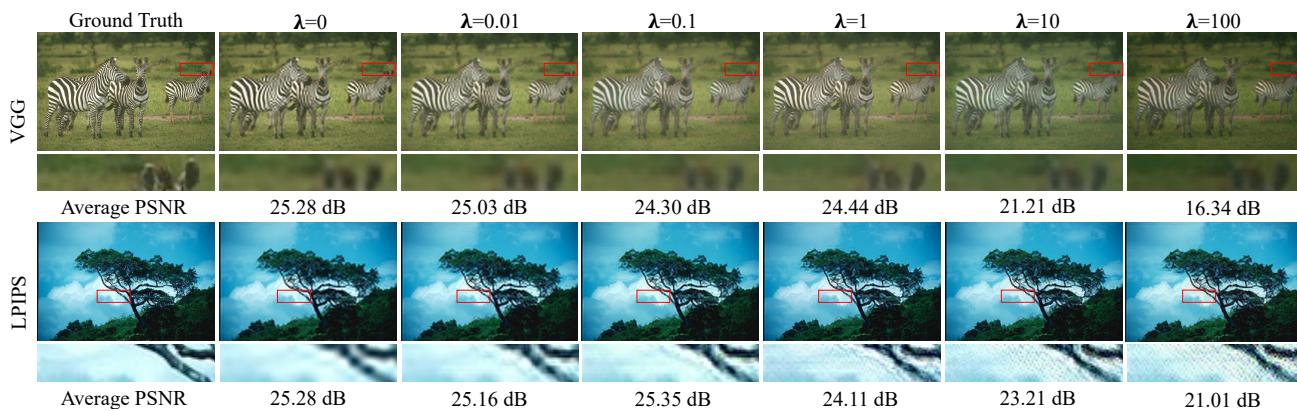 Ground Truth λ=0 λ=0.01 λ=0.1 λ=1 λ=10 λ=100
VGG
Average PSNR 25.28 dB 25.03 dB 24.30 dB 24.44 dB 21.21 dB 16.34 dB
LPIPS
Average PSNR 25.28 dB 25.16 dB 25.35 dB 24.11 dB 23.21 dB 21.01 dB